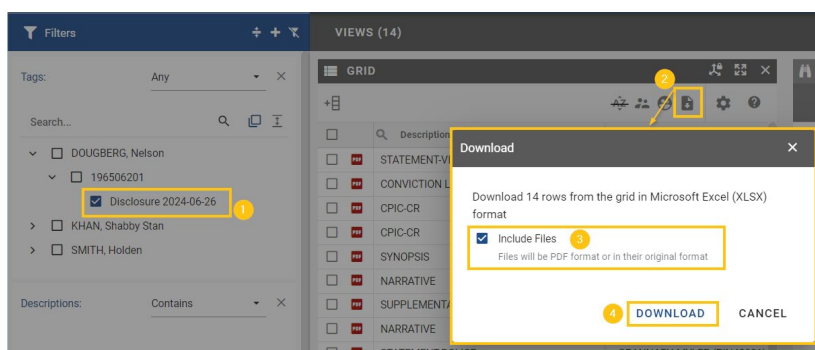 Filters
VIEWS (14)
Tags: Any
GRID
2
Search...
Description
Download
DOUGBERG, Nelson
STATEMENT-VI
196506201
CONVICTION L
Download 14 rows from the grid in Microsoft Excel (XLSX)
format
Disclosure 2024-06-26
1
CPIC-CR
KHAN, Shabby Stan
CPIC-CR
Include Files 3
SMITH, Holden
SYNOPSIS
Files will be PDF format or in their original format
NARRATIVE
Descriptions: Contains
SUPPLEMENTA
4 DOWNLOAD CANCEL
NARRATIVE